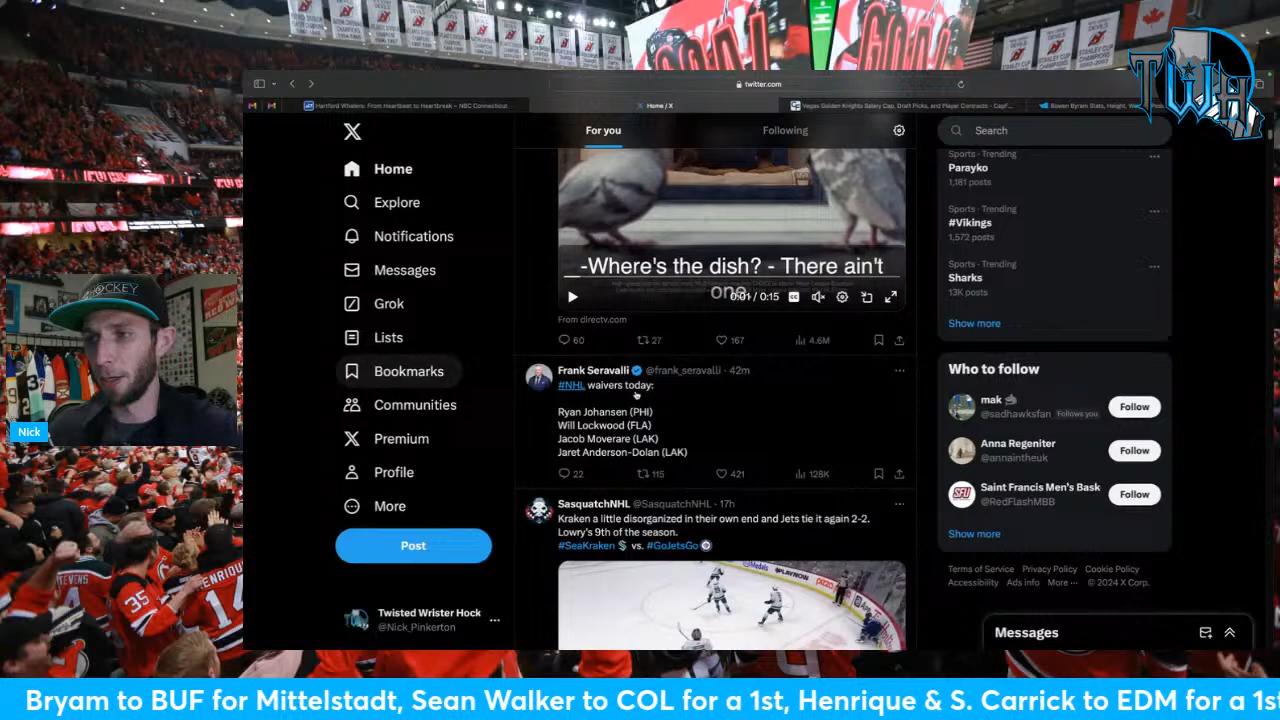 GOAL
GOAL
TWH
twitter.com
Hartford Whalers: From Heartbeat to Heartbreak – NBC Connecticut
Home / X
Vegas Golden Knights Salary Cap, Draft Picks, and Player Contracts - CapF...
Bowen Byram Stats, Height, W
For you
Following
Search
Home
Explore
Notifications
Messages
Grok
Lists
Bookmarks
Communities
Premium
Profile
More
Post
Twisted Wrister Hock
@Nick_Pinkerton
-Where's the dish? - There ain't
one.
0:01 / 0:15
From directv.com
60
27
167
4.6M
Frank Seravalli @frank_seravalli · 42m
#NHL waivers today:
Ryan Johansen (PHI)
Will Lockwood (FLA)
Jacob Moverare (LAK)
Jaret Anderson-Dolan (LAK)
22
115
421
128K
SasquatchNHL @SasquatchNHL · 17h
Kraken a little disorganized in their own end and Jets tie it again 2-2.
Lowry's 9th of the season.
#SeaKraken vs. #GoJetsGo
Sports · Trending
Parayko
1,181 posts
Sports · Trending
#Vikings
1,572 posts
Sports · Trending
Sharks
13K posts
Show more
Who to follow
mak
@sadhawksfan Follows you
Follow
Anna Regeniter
@annaintheuk
Follow
Saint Francis Men's Bask
@RedFlashMBB
Follow
Show more
Terms of Service Privacy Policy Cookie Policy
Accessibility Ads info More ··· © 2024 X Corp.
Messages
HOCKEY
Nick
STEVENS
35
HENRIQUE
14
Bryam to BUF for Mittelstadt, Sean Walker to COL for a 1st, Henrique & S. Carrick to EDM for a 1st